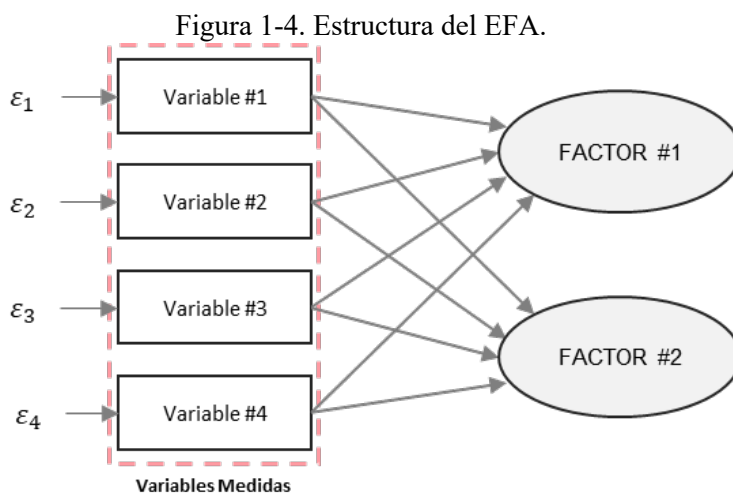 Figura 1-4. Estructura del EFA.
ε1
Variable #1
ε2
Variable #2
ε3
Variable #3
ε4
Variable #4
FACTOR #1
FACTOR #2
Variables Medidas